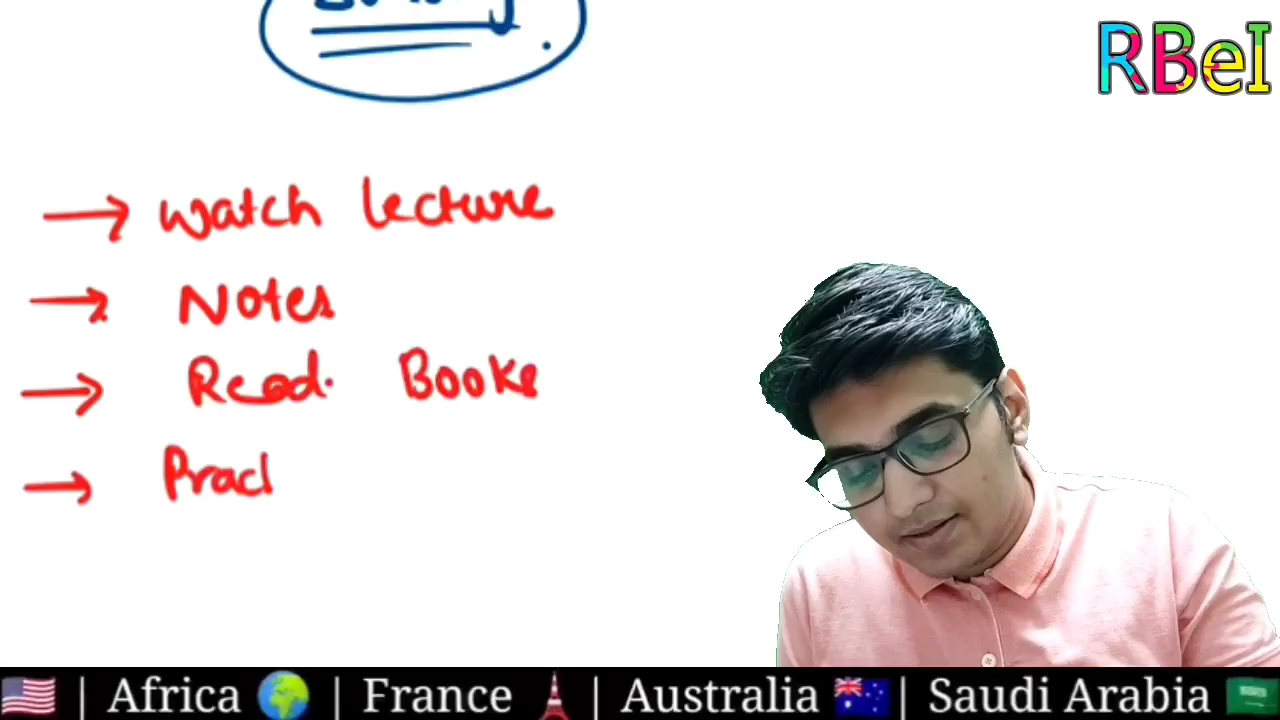 RBeI
→ Watch lecture
→ Notes
→ Read. Books
→ Pract
| Africa | France | Australia | Saudi Arabia